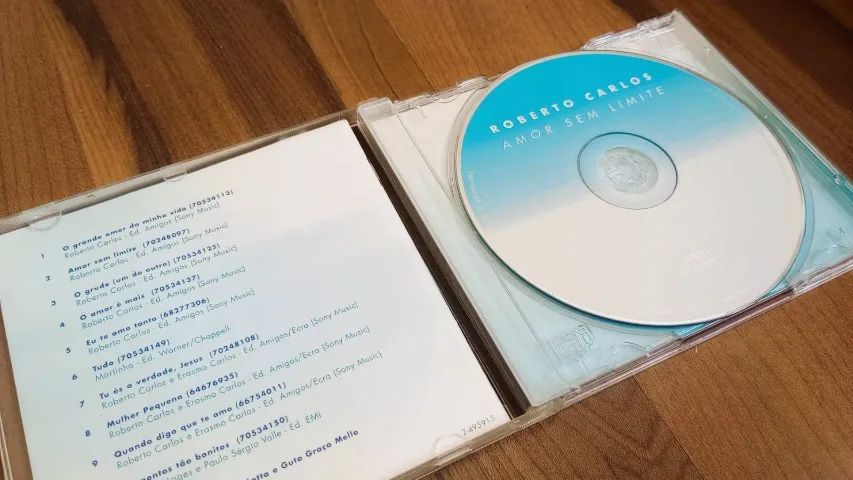 1 O grande amor da minha vida (70534113)
Roberto Carlos - Ed. Amigos (Sony Music)
2 Amor sem limite (70248097)
Roberto Carlos - Ed. Amigos (Sony Music)
3 O grude (um do outro) (70534125)
Roberto Carlos - Ed. Amigos (Sony Music)
4 O amor é mais (70534137)
Roberto Carlos - Ed. Amigos (Sony Music)
5 Eu te amo tanto (68277306)
Roberto Carlos - Ed. Amigos (Sony Music)
6 Tudo (70534149)
Martinha - Ed. Warner/Chappell
7 Tu és a verdade, Jesus (70248108)
Roberto Carlos e Erasmo Carlos - Ed. Amigos/Ecra (Sony Music)
8 Mulher Pequena (64676935)
Roberto Carlos e Erasmo Carlos - Ed. Amigos/Ecra (Sony Music)
9 Quando digo que te amo (66754011)
Roberto Carlos e Erasmo Carlos - Ed. Amigos/Ecra (Sony Music)
tão bonitos (70534150)
e Paulo Sérgio Valle - Ed. EMI
e Guto Graça Mello
2-495915
ROBERTO CARLOS
AMOR SEM LIMITE